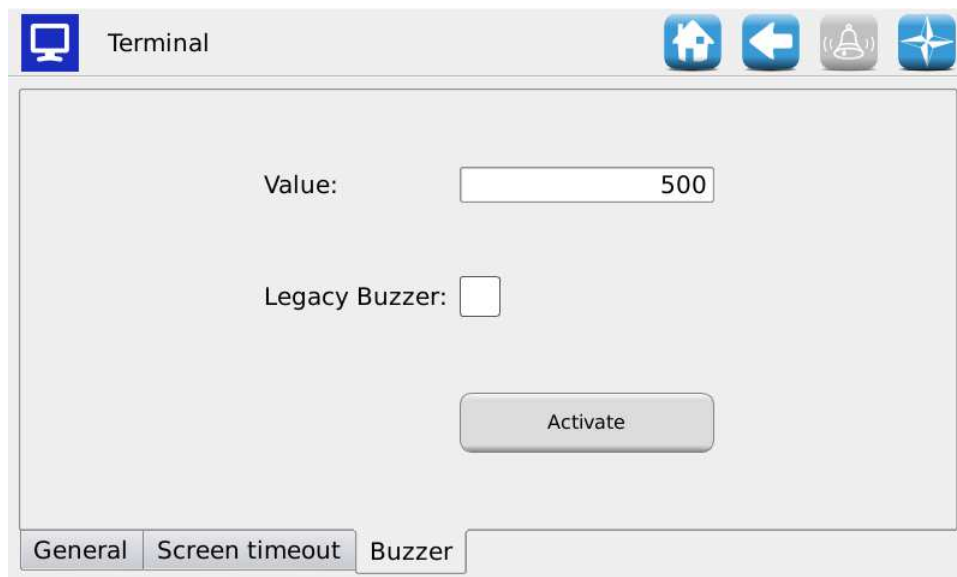 Terminal
Value: 500
Legacy Buzzer:
Activate
General Screen timeout Buzzer